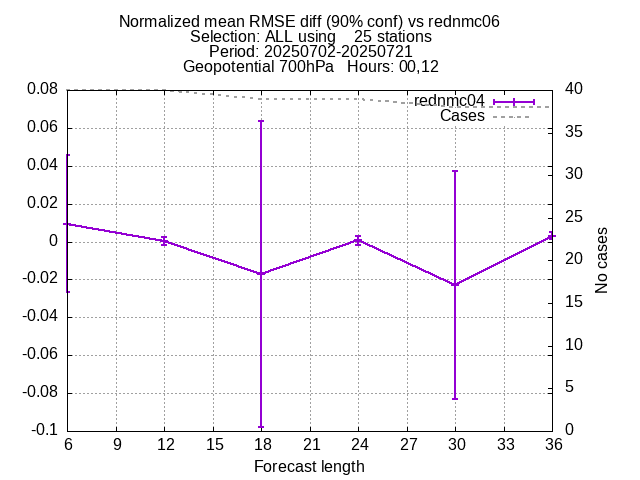 Normalized mean RMSE diff (90% conf) vs rednmc06
Selection: ALL using    25 stations
Period: 20250702-20250721
Geopotential 700hPa   Hours: 00,12
rednmc04
Cases
0.08
0.06
0.04
0.02
0
-0.02
-0.04
-0.06
-0.08
-0.1
40
35
30
25
20
15
10
5
0
No cases
6 9 12 15 18 21 24 27 30 33 36
Forecast length